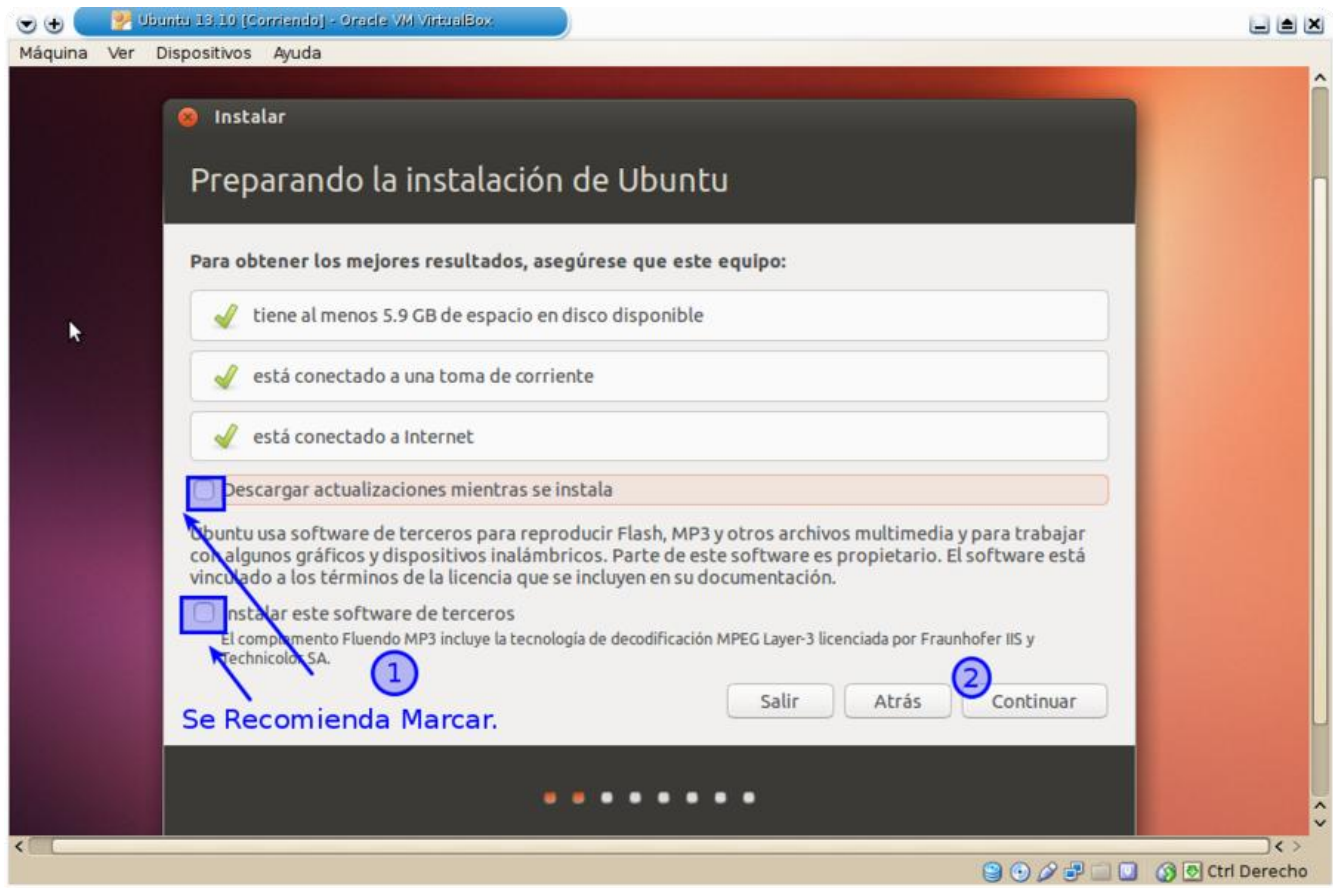 Ubuntu 13.10 [Corriendo] - Oracle VM VirtualBox
Máquina Ver Dispositivos Ayuda
Instalar
Preparando la instalación de Ubuntu
Para obtener los mejores resultados, asegúrese que este equipo:
tiene al menos 5.9 GB de espacio en disco disponible
está conectado a una toma de corriente
está conectado a Internet
Descargar actualizaciones mientras se instala
Ubuntu usa software de terceros para reproducir Flash, MP3 y otros archivos multimedia y para trabajar
con algunos gráficos y dispositivos inalámbricos. Parte de este software es propietario. El software está
vinculado a los términos de la licencia que se incluyen en su documentación.
Instalar este software de terceros
El complemento Fluendo MP3 incluye la tecnología de decodificación MPEG Layer-3 licenciada por Fraunhofer IIS y
Technicolor SA.
1
2
Salir Atrás Continuar
Se Recomienda Marcar.
Ctrl Derecho